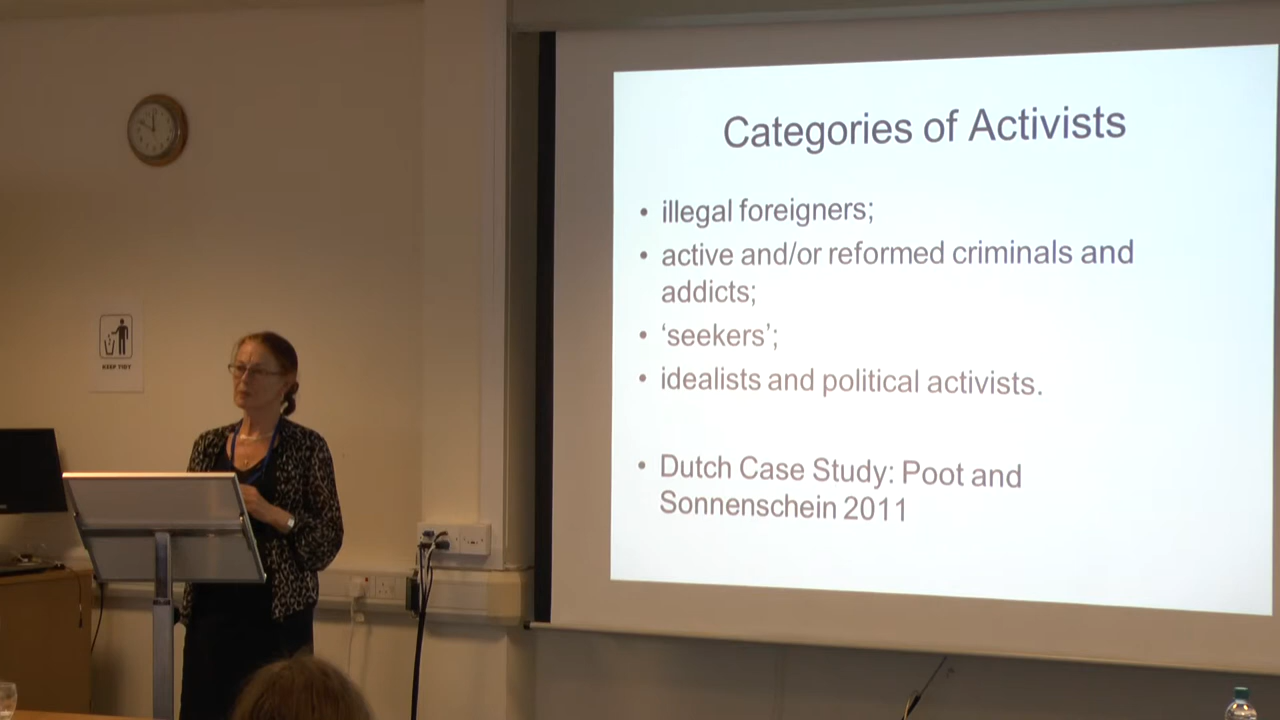 Categories of Activists
• illegal foreigners;
• active and/or reformed criminals and
addicts;
• ‘seekers’;
• idealists and political activists.
• Dutch Case Study: Poot and
Sonnenschein 2011
KEEP TIDY